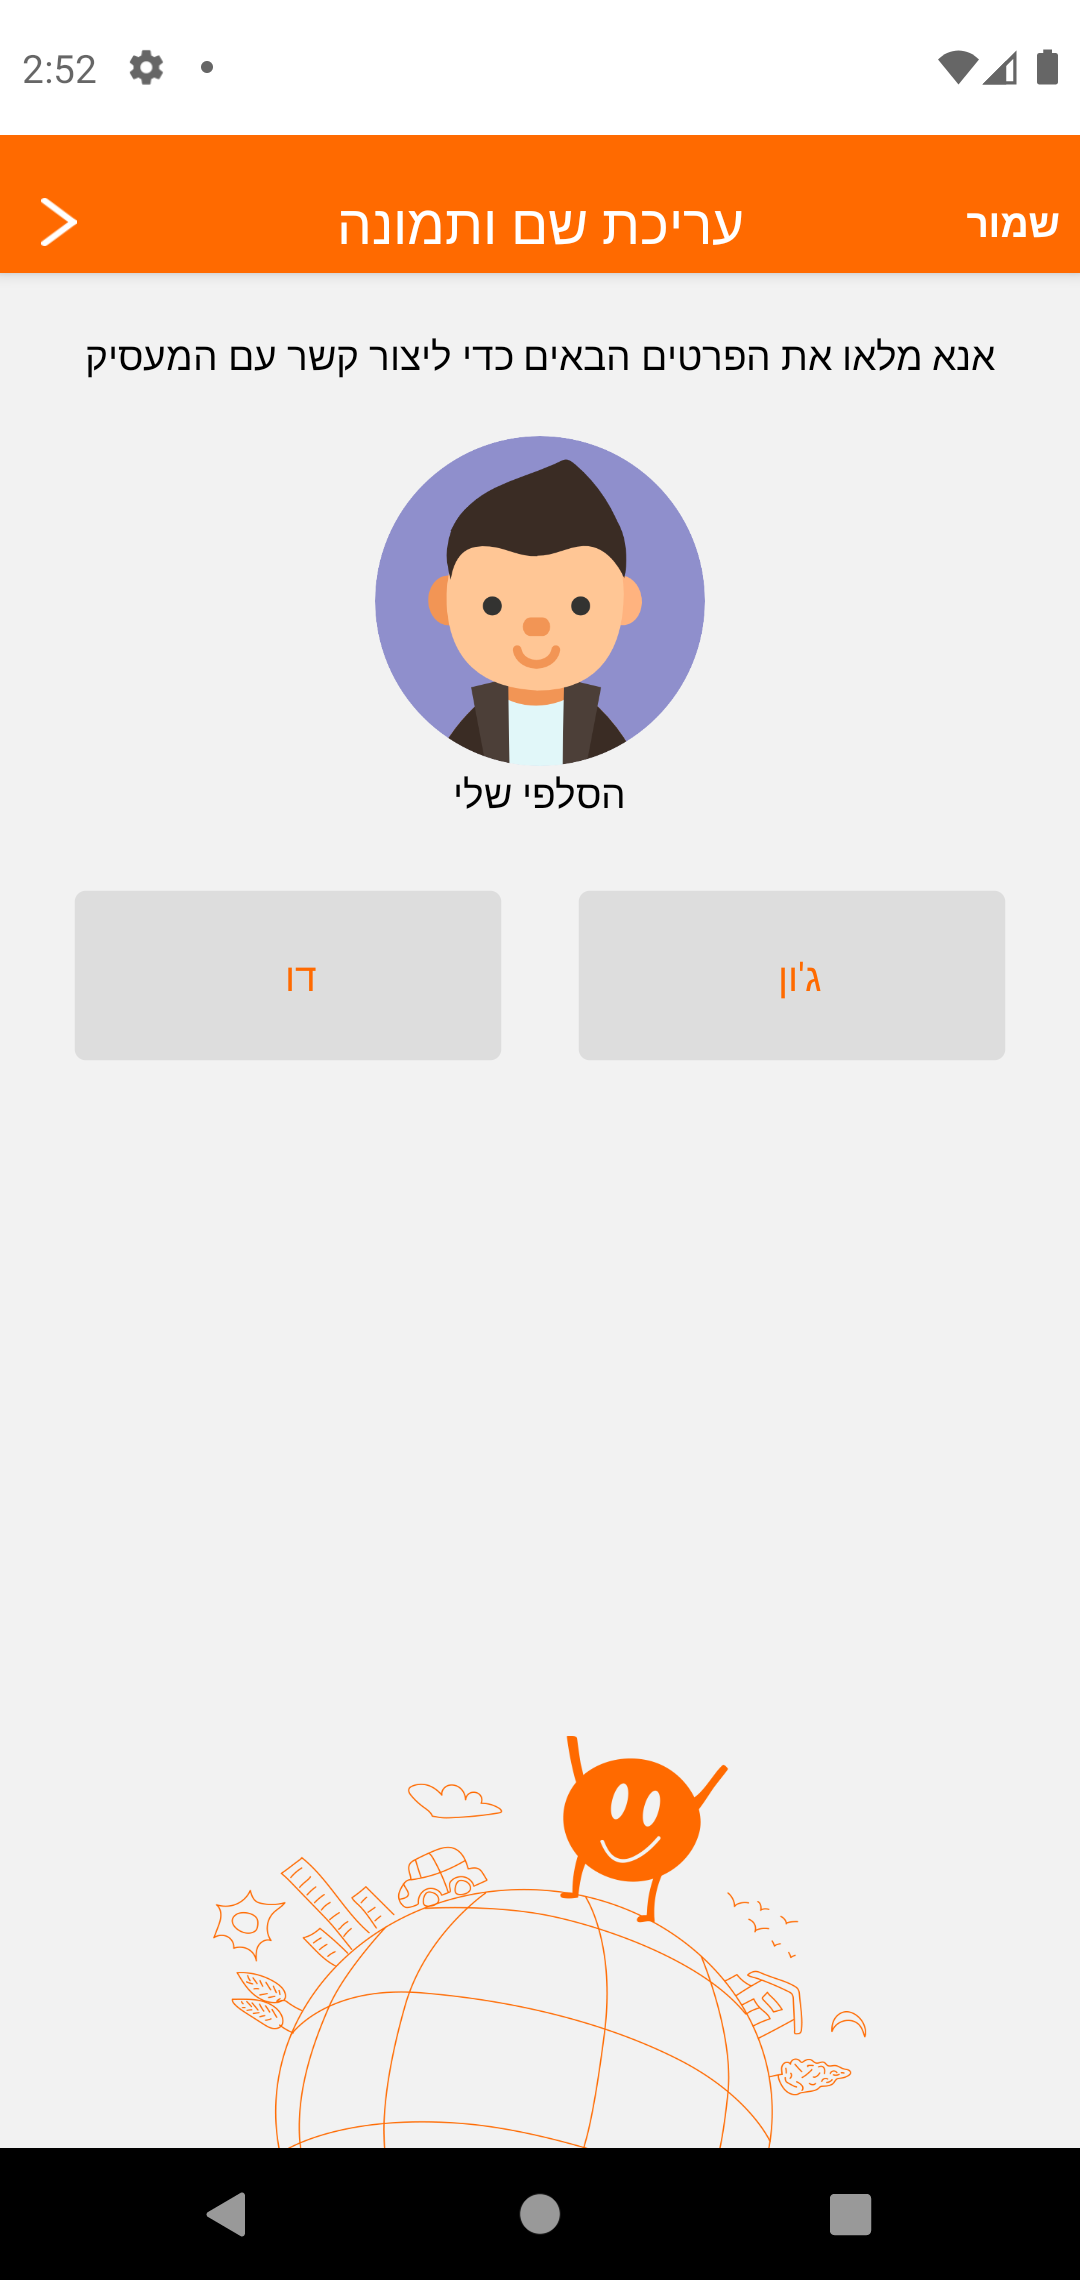 2:52
שמור
עריכת שם ותמונה
אנא מלאו את הפרטים הבאים כדי ליצור קשר עם המעסיק
הסלפי שלי
ג'ון
דו